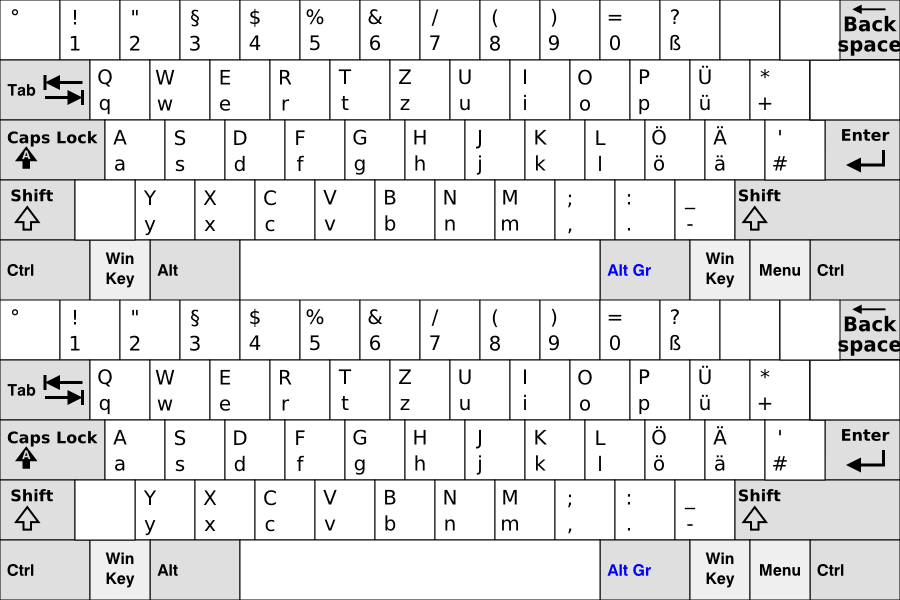 ° ! " § $ % & / ( ) = ? Back
1 2 3 4 5 6 7 8 9 0 ß space
Tab Q W E R T Z U I O P Ü *
q w e r t z u i o p ü +
Caps Lock A S D F G H J K L Ö Ä ' Enter
A a s d f g h j k l ö ä #
Shift Y X C V B N M ; : _ Shift
y x c v b n m , . -
Ctrl Win Key Alt Alt Gr Win Key Menu Ctrl
° ! " § $ % & / ( ) = ? Back
1 2 3 4 5 6 7 8 9 0 ß space
Tab Q W E R T Z U I O P Ü *
q w e r t z u i o p ü +
Caps Lock A S D F G H J K L Ö Ä ' Enter
A a s d f g h j k l ö ä #
Shift Y X C V B N M ; : _ Shift
y x c v b n m , . -
Ctrl Win Key Alt Alt Gr Win Key Menu Ctrl